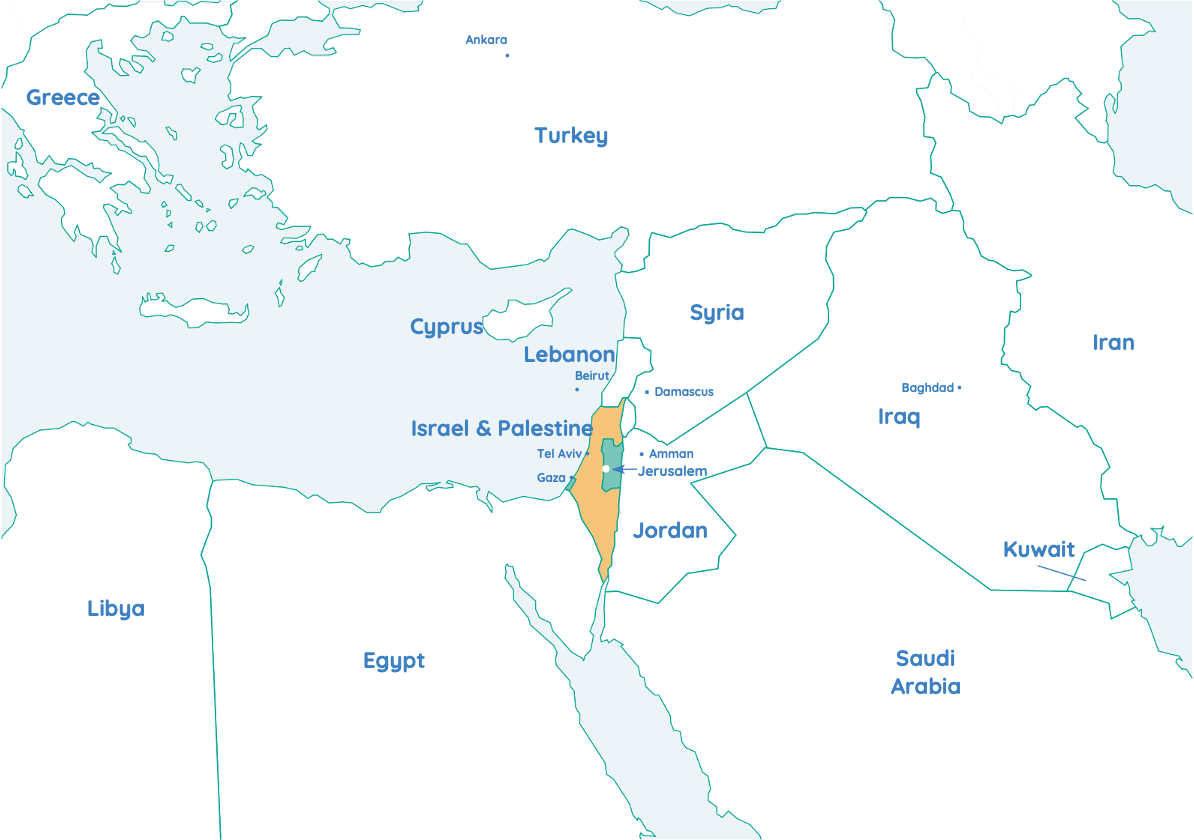 Ankara
Greece
Turkey
Syria
Cyprus
Iran
Lebanon
Beirut
Damascus
Baghdad
Iraq
Israel & Palestine
Tel Aviv
Amman
Jerusalem
Gaza
Jordan
Kuwait
Libya
Egypt
Saudi
Arabia